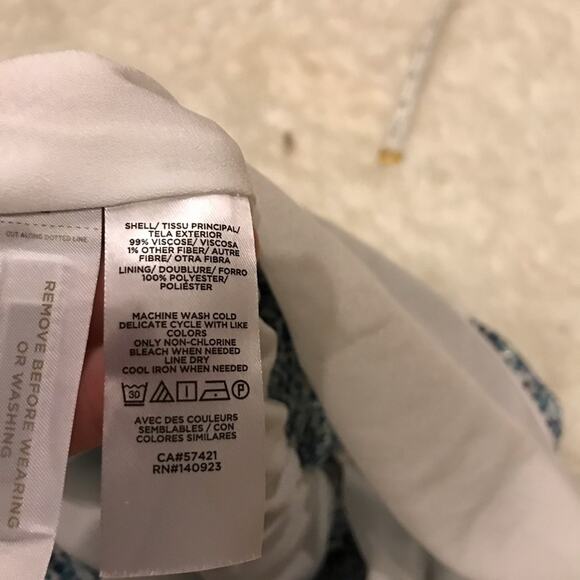 SHELL/ TISSU PRINCIPAL/
TELA EXTERIOR
99% VISCOSE/ VISCOSA
1% OTHER FIBER/ AUTRE
FIBRE/ OTRA FIBRA
LINING/ DOUBLURE/ FORRO
100% POLYESTER/
POLIÉSTER
MACHINE WASH COLD
DELICATE CYCLE WITH LIKE
COLORS
ONLY NON-CHLORINE
BLEACH WHEN NEEDED
LINE DRY
COOL IRON WHEN NEEDED
30 P
AVEC DES COULEURS
SEMBLABLES / CON
COLORES SIMILARES
CA#57421
RN#140923
CUT ALONG DOTTED LINE
REMOVE BEFORE WEARING
OR WASHING